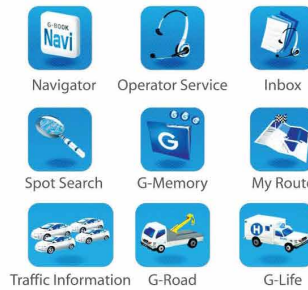 G-BOOK
Navi
Navigator Operator Service Inbox
G
Spot Search G-Memory My Rout
H
Traffic Information G-Road G-Life